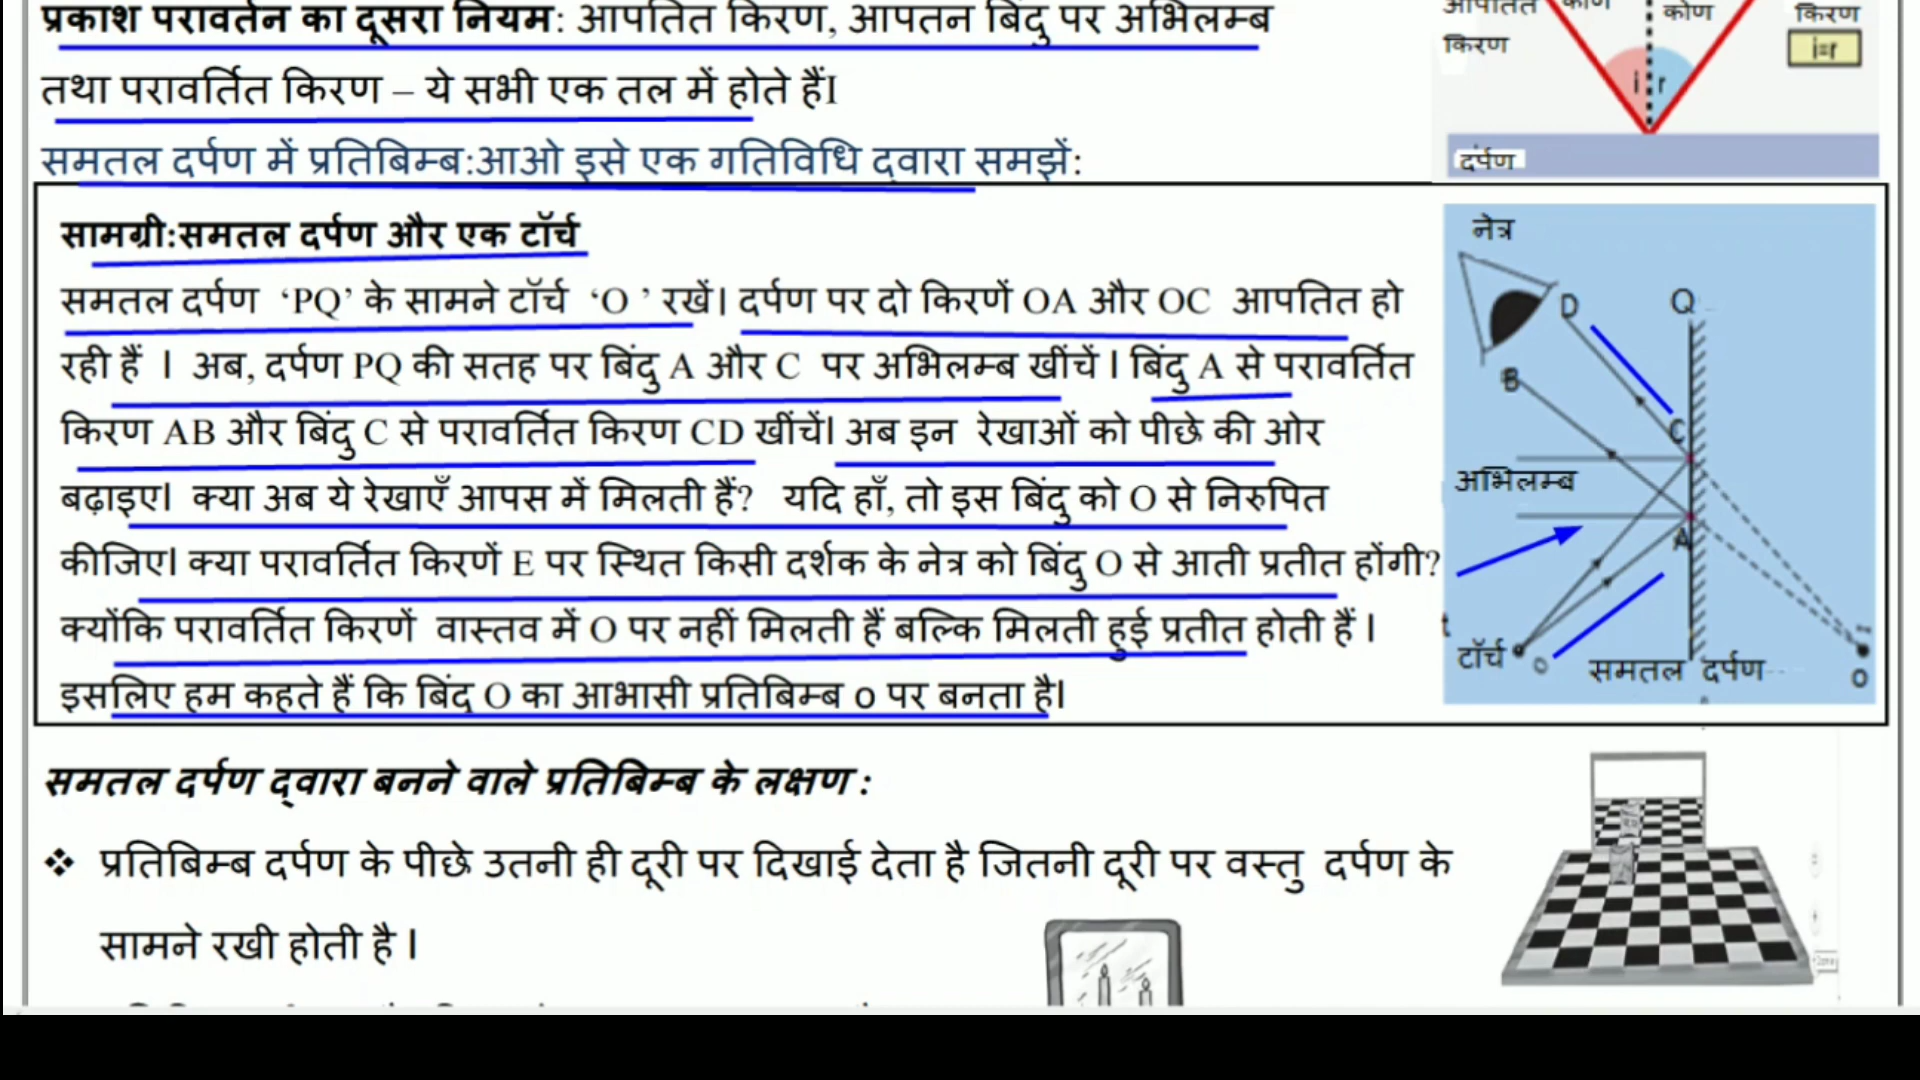 प्रकाश परावर्तन का दूसरा नियम: आपतित किरण, आपतन बिंदु पर अभिलम्ब
तथा परावर्तित किरण – ये सभी एक तल में होते हैंI
समतल दर्पण में प्रतिबिम्ब:आओ इसे एक गतिविधि द्वारा समझें:
आपतित कोण कोण किरण
किरण i=r
i r
दर्पण
सामग्री:समतल दर्पण और एक टॉर्च
समतल दर्पण ‘PQ’ के सामने टॉर्च ‘O ’ रखें। दर्पण पर दो किरणें OA और OC आपतित हो
रही हैं । अब, दर्पण PQ की सतह पर बिंदु A और C पर अभिलम्ब खींचें । बिंदु A से परावर्तित
किरण AB और बिंदु C से परावर्तित किरण CD खींचें। अब इन रेखाओं को पीछे की ओर
बढ़ाइए। क्या अब ये रेखाएँ आपस में मिलती हैं? यदि हाँ, तो इस बिंदु को O से निरुपित
कीजिए। क्या परावर्तित किरणें E पर स्थित किसी दर्शक के नेत्र को बिंदु O से आती प्रतीत होंगी?
क्योंकि परावर्तित किरणें वास्तव में O पर नहीं मिलती हैं बल्कि मिलती हुई प्रतीत होती हैं ।
इसलिए हम कहते हैं कि बिंदु O का आभासी प्रतिबिम्ब o पर बनता है।
नेत्र
D Q
B
C
अभिलम्ब
A
टॉर्च o समतल दर्पण o
समतल दर्पण द्वारा बनने वाले प्रतिबिम्ब के लक्षण :
❖ प्रतिबिम्ब दर्पण के पीछे उतनी ही दूरी पर दिखाई देता है जितनी दूरी पर वस्तु दर्पण के
सामने रखी होती है ।